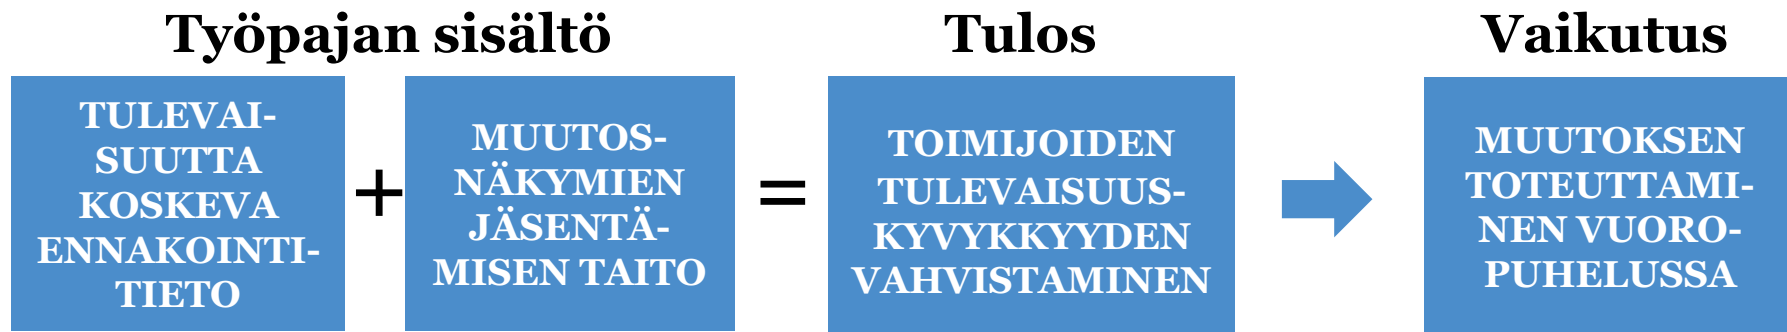 Työpajan sisältö
Tulos
Vaikutus
TULEVAI-
SUUTTA
KOSKEVA
ENNAKOINTI-
TIETO
+
MUUTOS-
NÄKYMIEN
JÄSENTÄ-
MISEN TAITO
=
TOIMIJOIDEN
TULEVAISUUS-
KYVYKKYYDEN
VAHVISTAMINEN
MUUTOKSEN
TOTEUTTAMI-
NEN VUORO-
PUHELUSSA